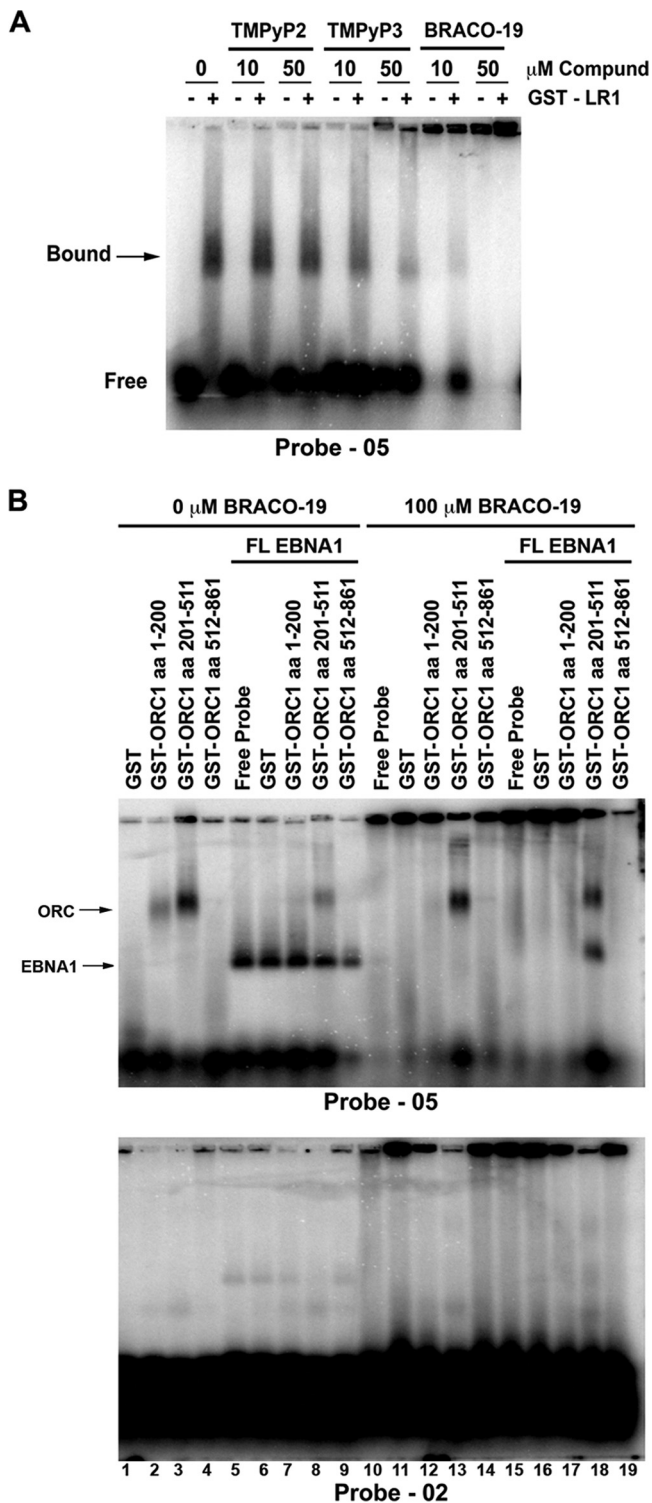 A
TMPyP2 TMPyP3 BRACO-19
0 10 50 10 50 10 50 μM Compund
- + - + - + - + - + - + - + GST - LR1
Bound
Free
Probe - 05
B
0 μM BRACO-19 100 μM BRACO-19
FL EBNA1 FL EBNA1
GST
GST-ORC1 aa 1-200
GST-ORC1 aa 201-511
GST-ORC1 aa 512-861
Free Probe
GST
GST-ORC1 aa 1-200
GST-ORC1 aa 201-511
GST-ORC1 aa 512-861
Free Probe
GST
GST-ORC1 aa 1-200
GST-ORC1 aa 201-511
GST-ORC1 aa 512-861
Free Probe
GST
GST-ORC1 aa 1-200
GST-ORC1 aa 201-511
GST-ORC1 aa 512-861
ORC
EBNA1
Probe - 05
1 2 3 4 5 6 7 8 9 10 11 12 13 14 15 16 17 18 19
Probe - 02